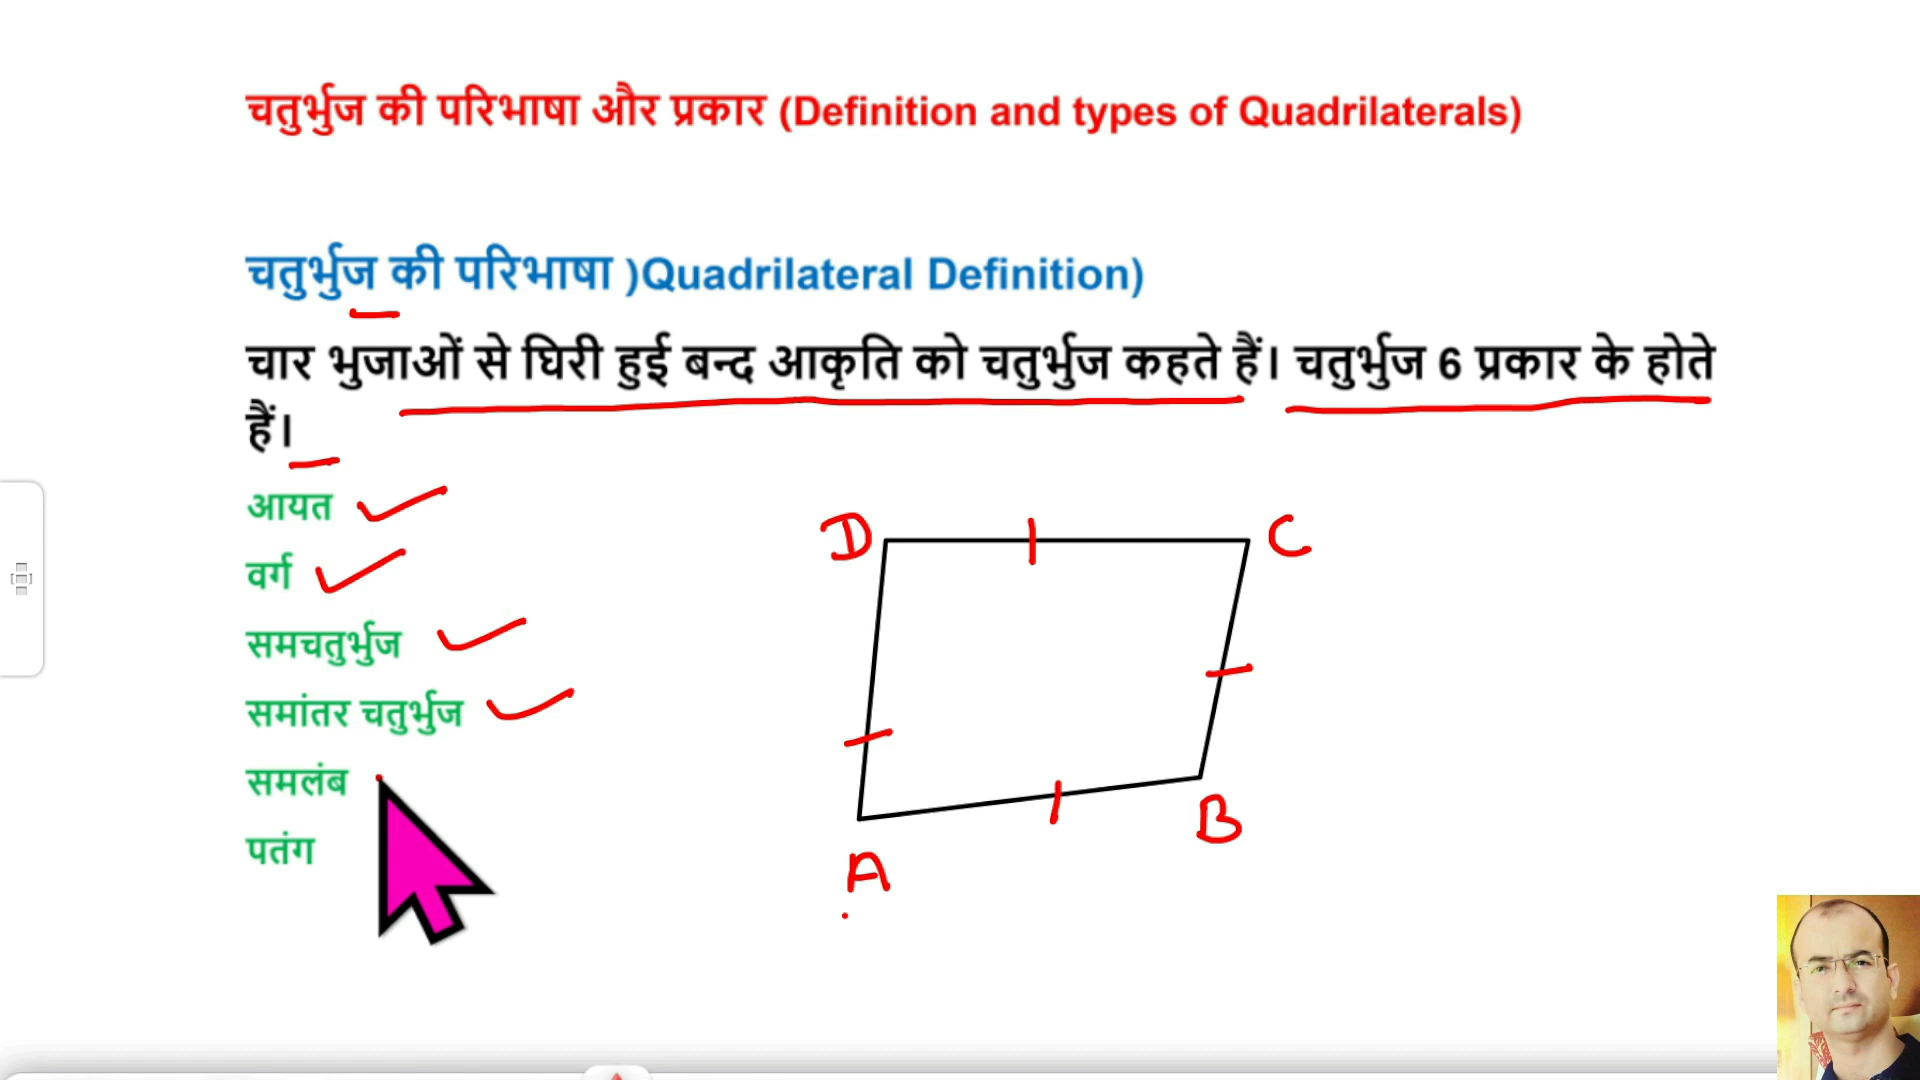 चतुर्भुज की परिभाषा और प्रकार (Definition and types of Quadrilaterals)
चतुर्भुज की परिभाषा )Quadrilateral Definition)
चार भुजाओं से घिरी हुई बन्द आकृति को चतुर्भुज कहते हैं। चतुर्भुज 6 प्रकार के होते
हैं।
आयत
वर्ग
समचतुर्भुज
समांतर चतुर्भुज
समलंब
पतंग
D
C
B
A